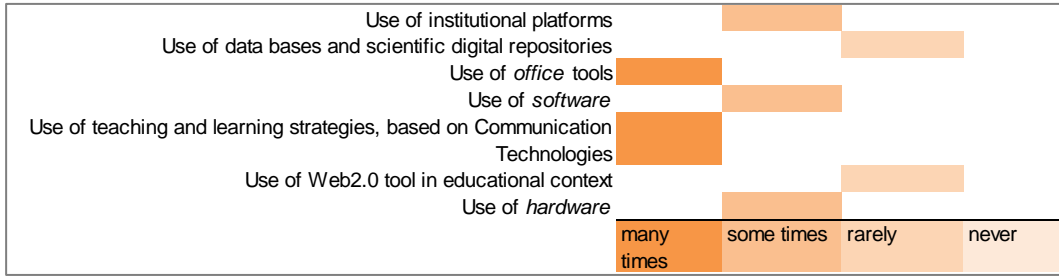 Use of institutional platforms
Use of data bases and scientific digital repositories
Use of office tools
Use of software
Use of teaching and learning strategies, based on Communication
Technologies
Use of Web2.0 tool in educational context
Use of hardware
many some times rarely never
times